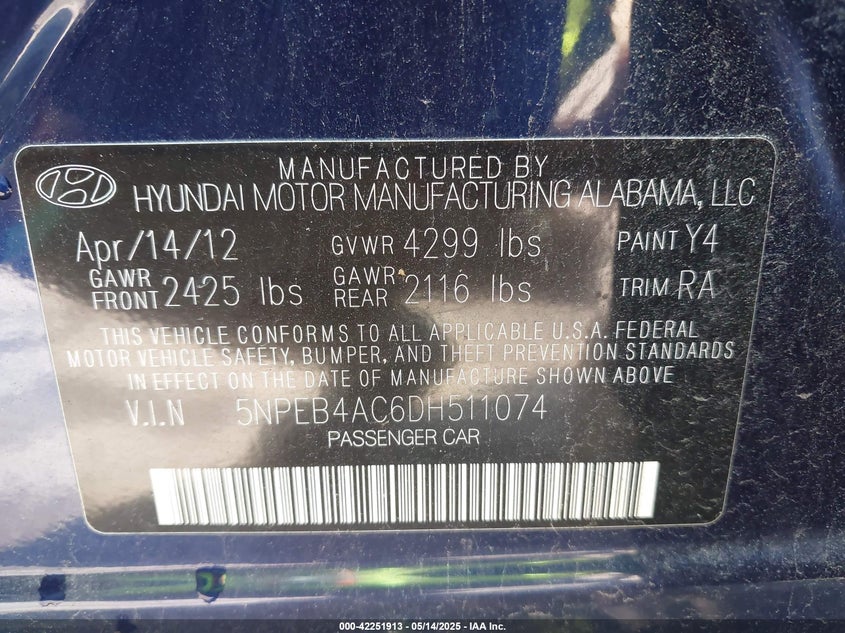 MANUFACTURED BY
HYUNDAI MOTOR MANUFACTURING ALABAMA, LLC
Apr/14/12 GVWR 4299 lbs PAINT Y4
GAWR FRONT 2425 lbs GAWR REAR 2116 lbs TRIM RA
THIS VEHICLE CONFORMS TO ALL APPLICABLE U.S.A. FEDERAL
MOTOR VEHICLE SAFETY, BUMPER, AND THEFT PREVENTION STANDARDS
IN EFFECT ON THE DATE OF MANUFACTURE SHOWN ABOVE
V.I.N 5NPEB4AC6DH511074
PASSENGER CAR
000-42251913 - 05/14/2025 - IAA Inc.